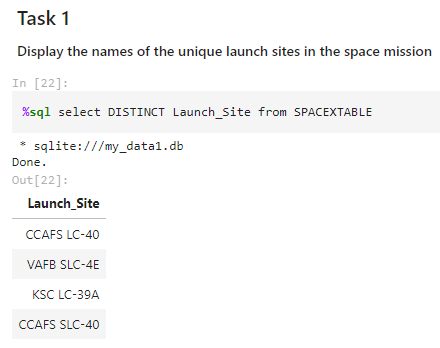 Task 1
Display the names of the unique launch sites in the space mission
In [22]:
%sql select DISTINCT Launch_Site from SPACEXTABLE
* sqlite:///my_data1.db
Done.
Out[22]:
Launch_Site
CCAFS LC-40
VAFB SLC-4E
KSC LC-39A
CCAFS SLC-40